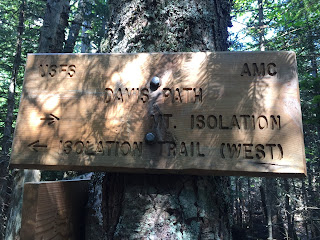 USFS AMC
DAVIS PATH
→ MT. ISOLATION
← ISOLATION TRAIL (WEST)